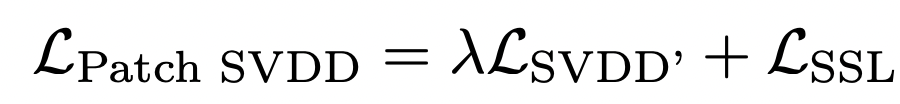 ℒ_Patch SVDD = λℒ_SVDD' + ℒ_SSL